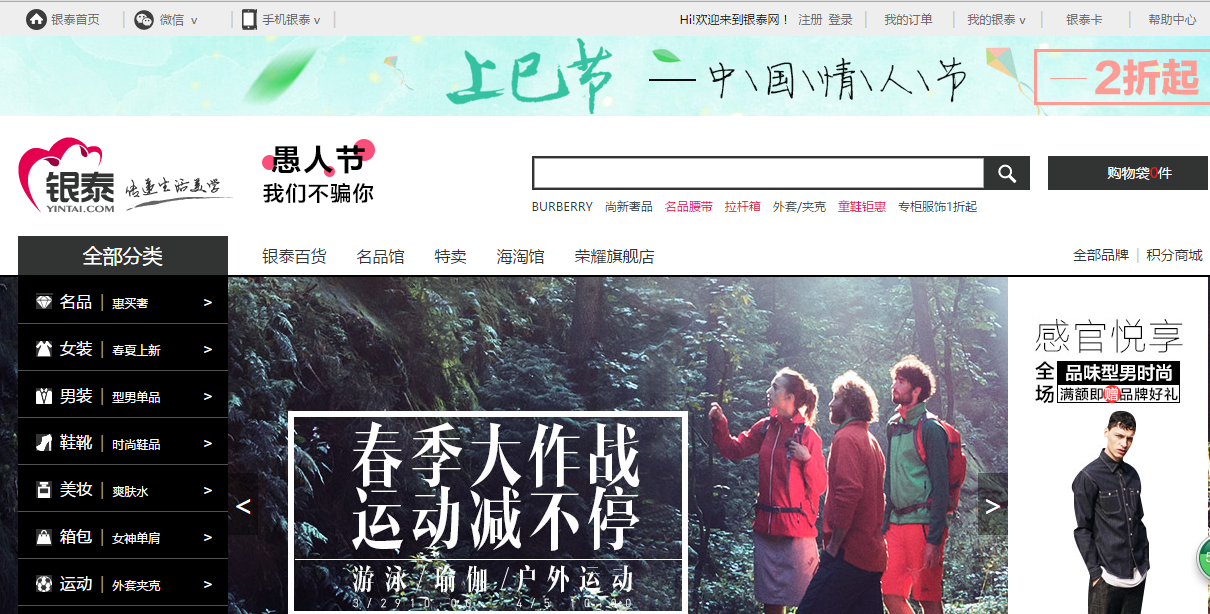 银泰首页 微信 ∨ 手机银泰 ∨ Hi!欢迎来到银泰网！ 注册 登录 我的订单 我的银泰 ∨ 银泰卡 帮助中心
上巳节 — 中\国\情\人\节 — 2折起
银泰 悟逢生活美学
YINTAI.COM
愚人节
我们不骗你
购物袋0件
BURBERRY 尚新奢品 名品腰带 拉杆箱 外套/夹克 童鞋钜惠 专柜服饰1折起
全部分类 银泰百货 名品馆 特卖 海淘馆 荣耀旗舰店 全部品牌 | 积分商城
名品 | 惠买奢 >
女装 | 春夏上新 >
男装 | 型男单品 >
鞋靴 | 时尚鞋品 >
美妆 | 爽肤水 >
箱包 | 女神单肩 >
运动 | 外套夹克 >
<
春季大作战
运动减不停
游泳/瑜伽/户外运动
3/29 10:00 - 4/5 10:00
>
感官悦享
全场 品味型男时尚
满额即赠品牌好礼